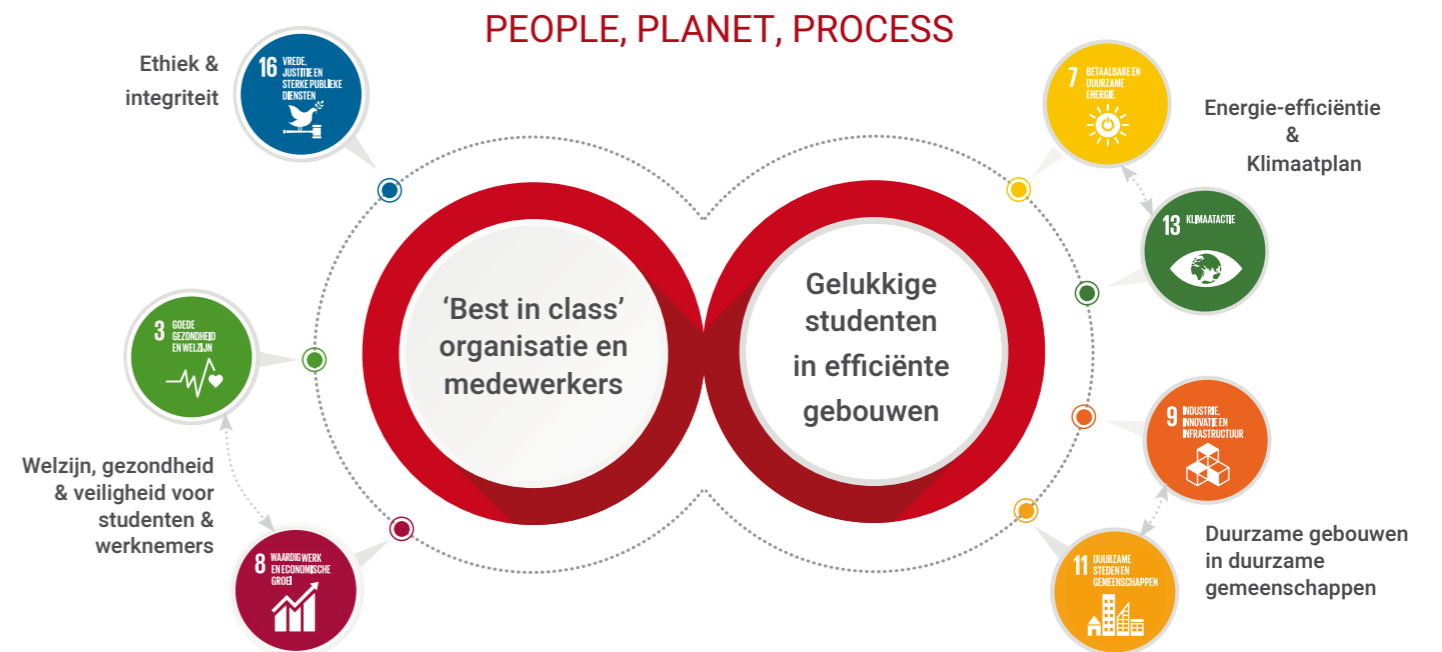 PEOPLE, PLANET, PROCESS
Ethiek &
integriteit
16 VREDE,
JUSTITIE EN
STERKE PUBLIEKE
DIENSTEN
3 GOEDE
GEZONDHEID
EN WELZIJN
Welzijn, gezondheid
& veiligheid voor
studenten &
werknemers
8 WAARDIG WERK
EN ECONOMISCHE
GROEI
‘Best in class’
organisatie en
medewerkers
Gelukkige
studenten
in efficiënte
gebouwen
7 BETAALBARE EN
DUURZAME
ENERGIE
Energie-efficiëntie
&
Klimaatplan
13 KLIMAATACTIE
9 INDUSTRIE,
INNOVATIE EN
INFRASTRUCTUUR
11 DUURZAME
STEDEN EN
GEMEENSCHAPPEN
Duurzame gebouwen
in duurzame
gemeenschappen